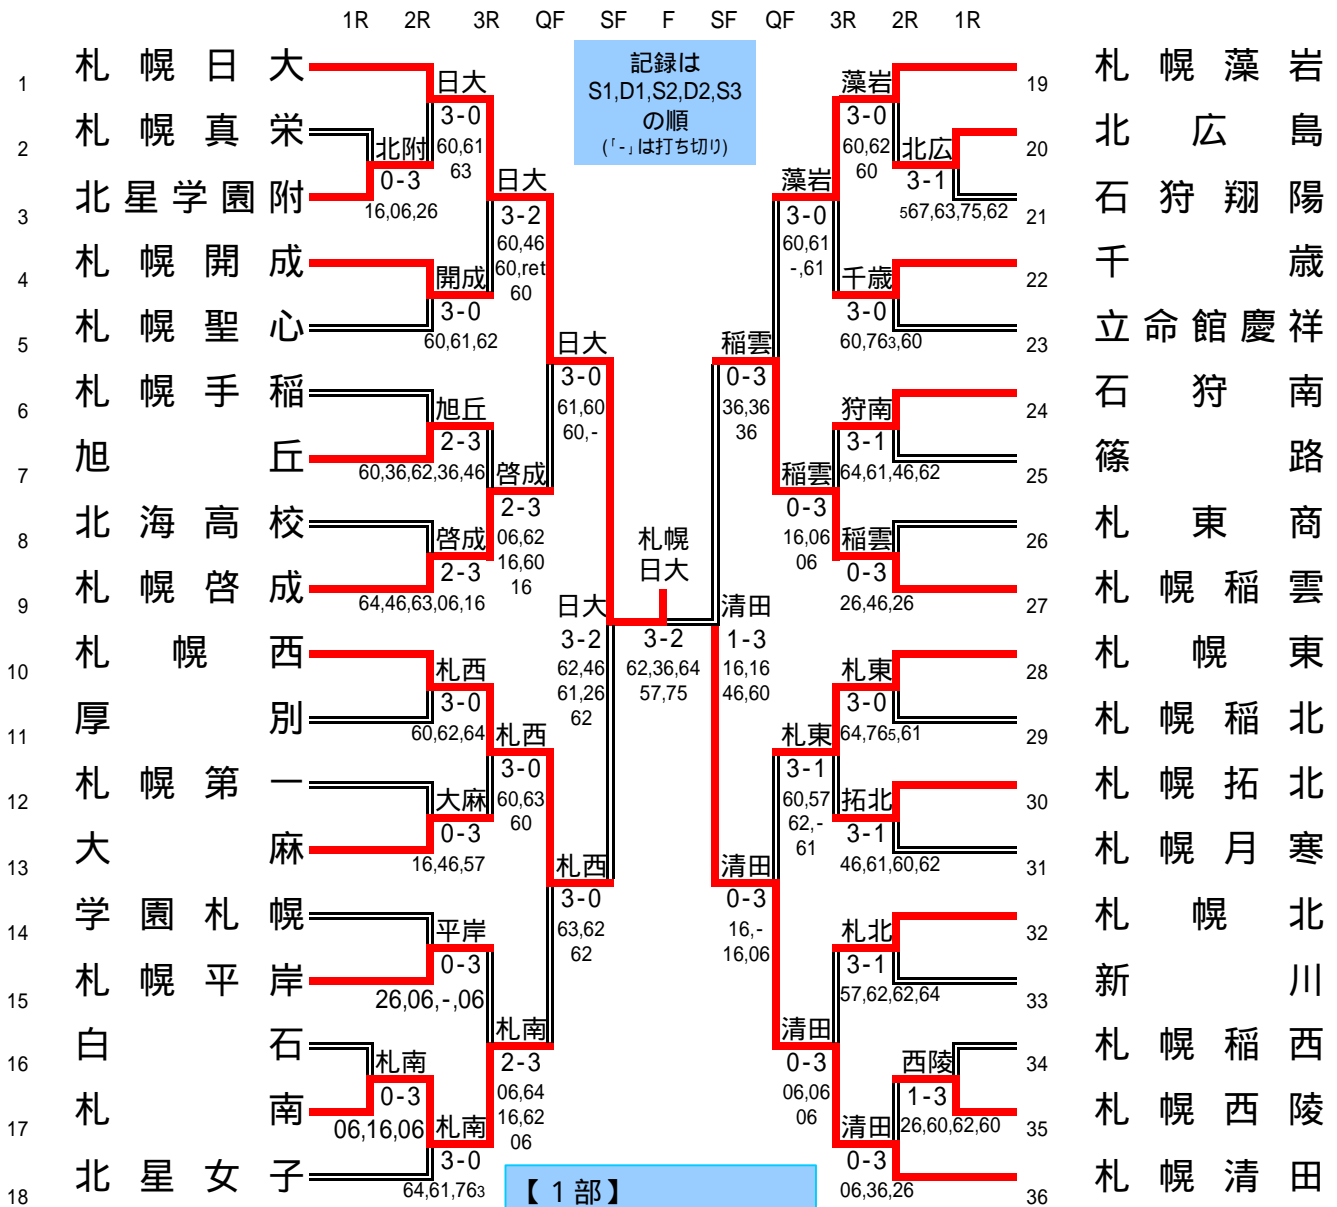 1R 2R 3R QF SF F SF QF 3R 2R 1R
記録は
S1,D1,S2,D2,S3
の順
(「-」は打ち切り)
1 札幌日大
2 札幌真栄
3 北星学園附
4 札幌開成
5 札幌聖心
6 札幌手稲
7 旭丘
8 北海高校
9 札幌啓成
10 札幌西
11 厚別
12 札幌第一
13 大麻
14 学園札幌
15 札幌平岸
16 白石
17 札南
18 北星女子
北附
0-3
16,06,26
札南
0-3
06,16,06
日大
3-0
60,61
63
開成
3-0
60,61,62
旭丘
2-3
60,36,62,36,46
啓成
2-3
64,46,63,06,16
札西
3-0
60,62,64
大麻
0-3
16,46,57
平岸
0-3
26,06,-,06
札南
3-0
64,61,763
日大
3-2
60,46
60,ret
60
啓成
2-3
06,62
16,60
16
札西
3-0
60,63
60
札南
2-3
06,64
16,62
06
日大
3-0
61,60
60,-
札西
3-0
63,62
62
日大
3-2
62,46
61,26
62
札幌
日大
3-2
62,36,64
57,75
清田
1-3
16,16
46,60
稲雲
0-3
36,36
36
清田
0-3
16,-
16,06
藻岩
3-0
60,61
-,61
稲雲
0-3
16,06
06
札東
3-1
60,57
62,-
61
清田
0-3
06,06
06
藻岩
3-0
60,62
60
千歳
3-0
60,763,60
狩南
3-1
64,61,46,62
稲雲
0-3
26,46,26
札東
3-0
64,765,61
拓北
3-1
46,61,60,62
札北
3-1
57,62,62,64
清田
0-3
06,36,26
北広
3-1
567,63,75,62
西陵
1-3
26,60,62,60
19 札幌藻岩
20 北広島
21 石狩翔陽
22 千歳
23 立命館慶祥
24 石狩南
25 篠路
26 札東商
27 札幌稲雲
28 札幌東
29 札幌稲北
30 札幌拓北
31 札幌月寒
32 札幌北
33 新川
34 札幌稲西
35 札幌西陵
36 札幌清田
【1部】